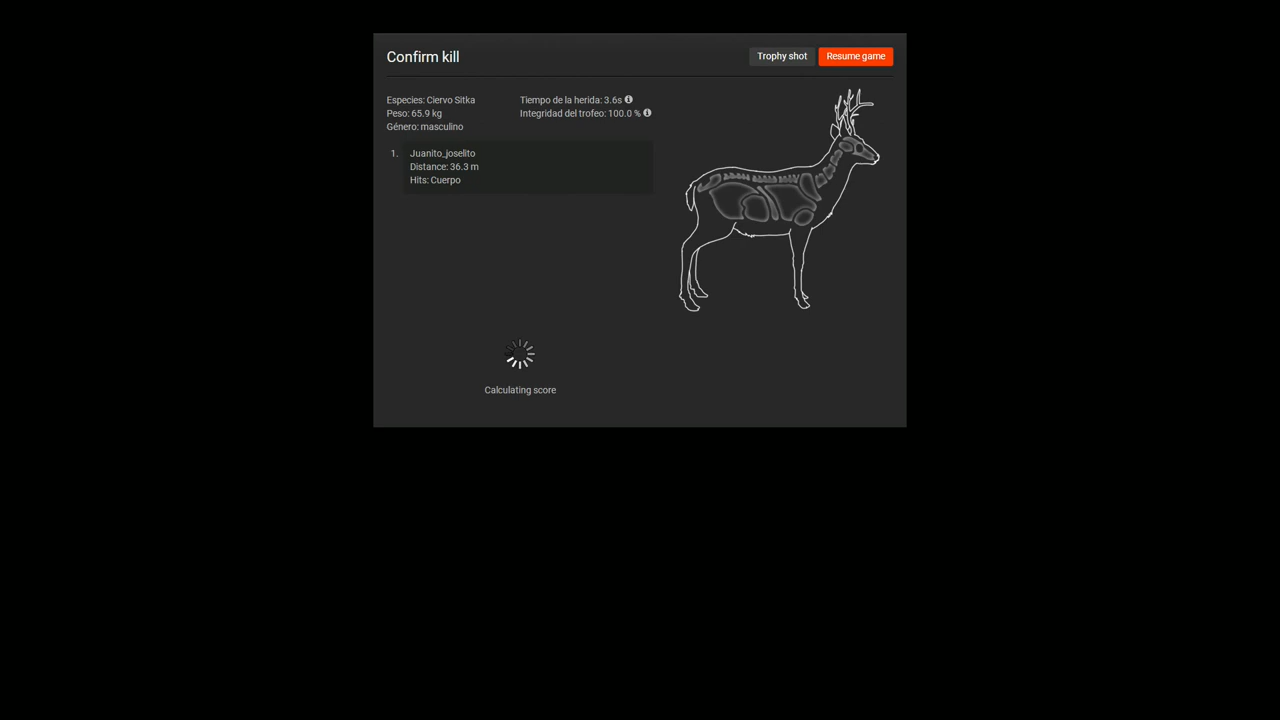 Confirm kill
Trophy shot
Resume game
Especies: Ciervo Sitka
Tiempo de la herida: 3.6s
Peso: 65.9 kg
Integridad del trofeo: 100.0 %
Género: masculino
1. Juanito_joselito
Distance: 36.3 m
Hits: Cuerpo
Calculating score